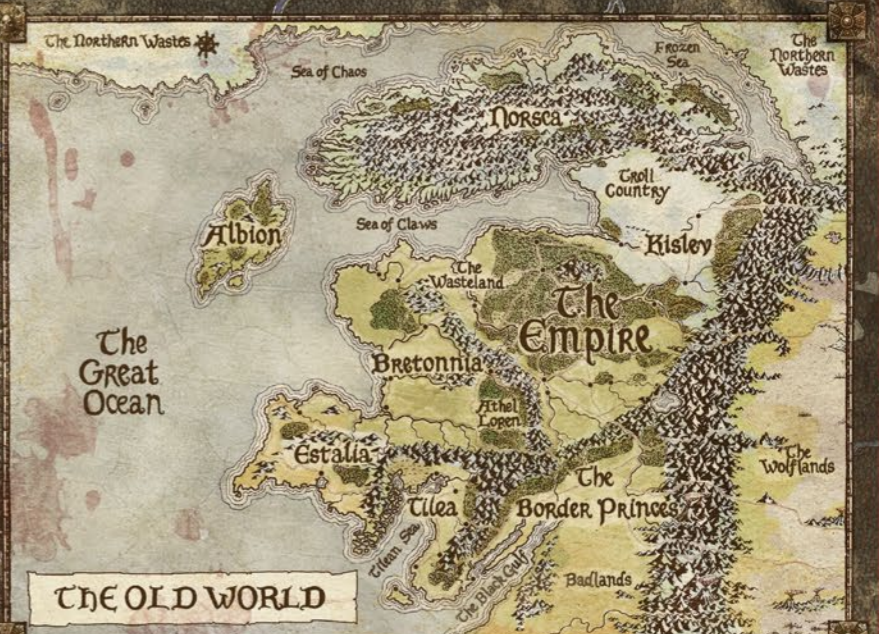 The Northern Wastes
Sea of Chaos
Frozen
Sea
The
Northern
Wastes
Norsca
Troll
Country
Albion
Sea of Claws
Kislev
The
Wasteland
The
Empire
The
Great
Ocean
Bretonnia
Athel
Loren
Estalia
The
Wolflands
Tilea
The
Border Princes
Tilean Sea
The Black Gulf
Badlands
THE OLD WORLD